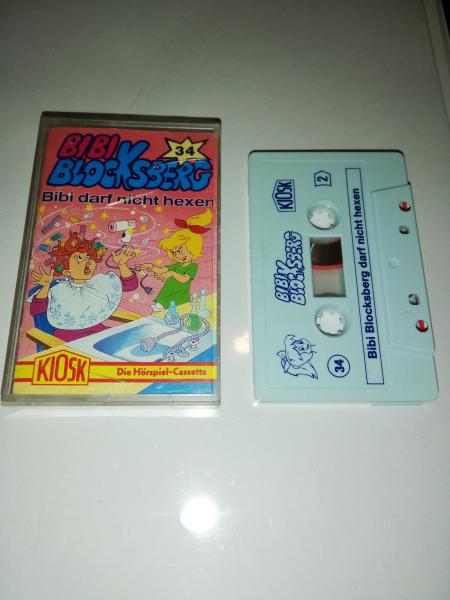 BIBI
BLOCKSBERG
34
Bibi darf nicht hexen
KIOSK
Die Hörspiel-Cassette
KIOSK
2
BIBI
BLOCKSBERG
34
Bibi Blocksberg darf nicht hexen